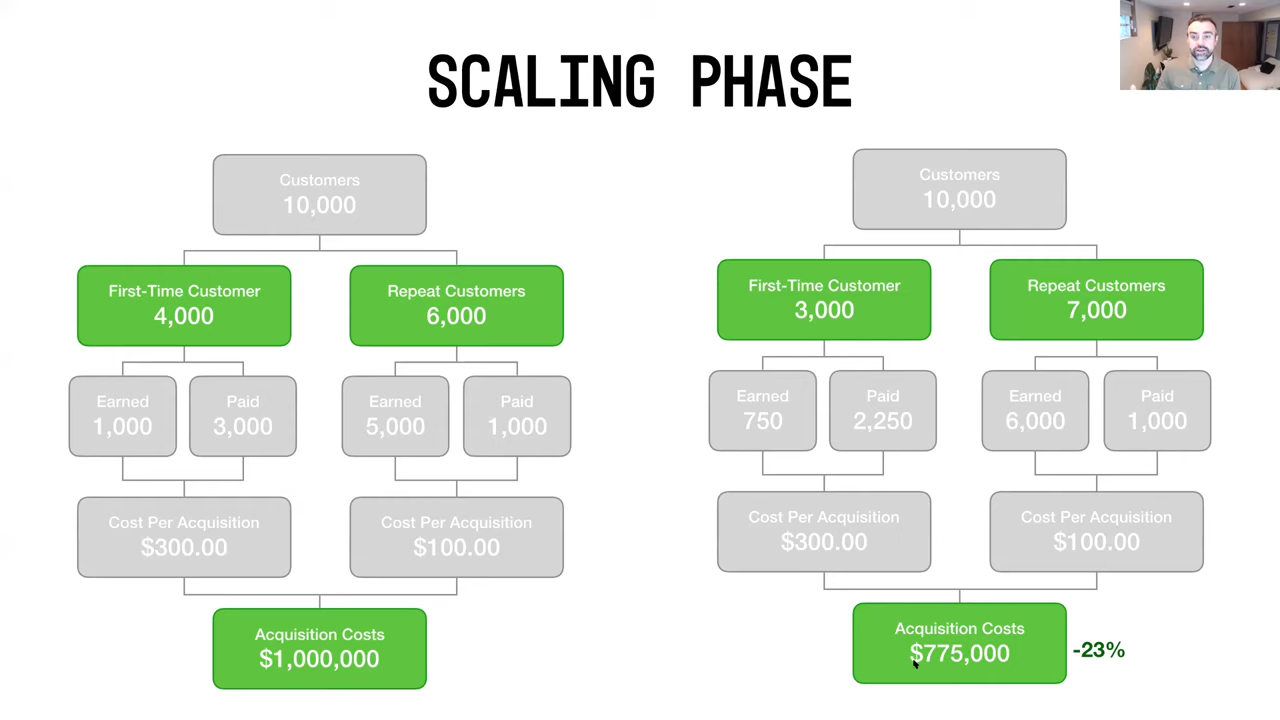 SCALING PHASE
Customers
10,000
First-Time Customer
4,000
Repeat Customers
6,000
Earned
1,000
Paid
3,000
Earned
5,000
Paid
1,000
Cost Per Acquisition
$300.00
Cost Per Acquisition
$100.00
Acquisition Costs
$1,000,000
Customers
10,000
First-Time Customer
3,000
Repeat Customers
7,000
Earned
750
Paid
2,250
Earned
6,000
Paid
1,000
Cost Per Acquisition
$300.00
Cost Per Acquisition
$100.00
Acquisition Costs
$775,000
-23%